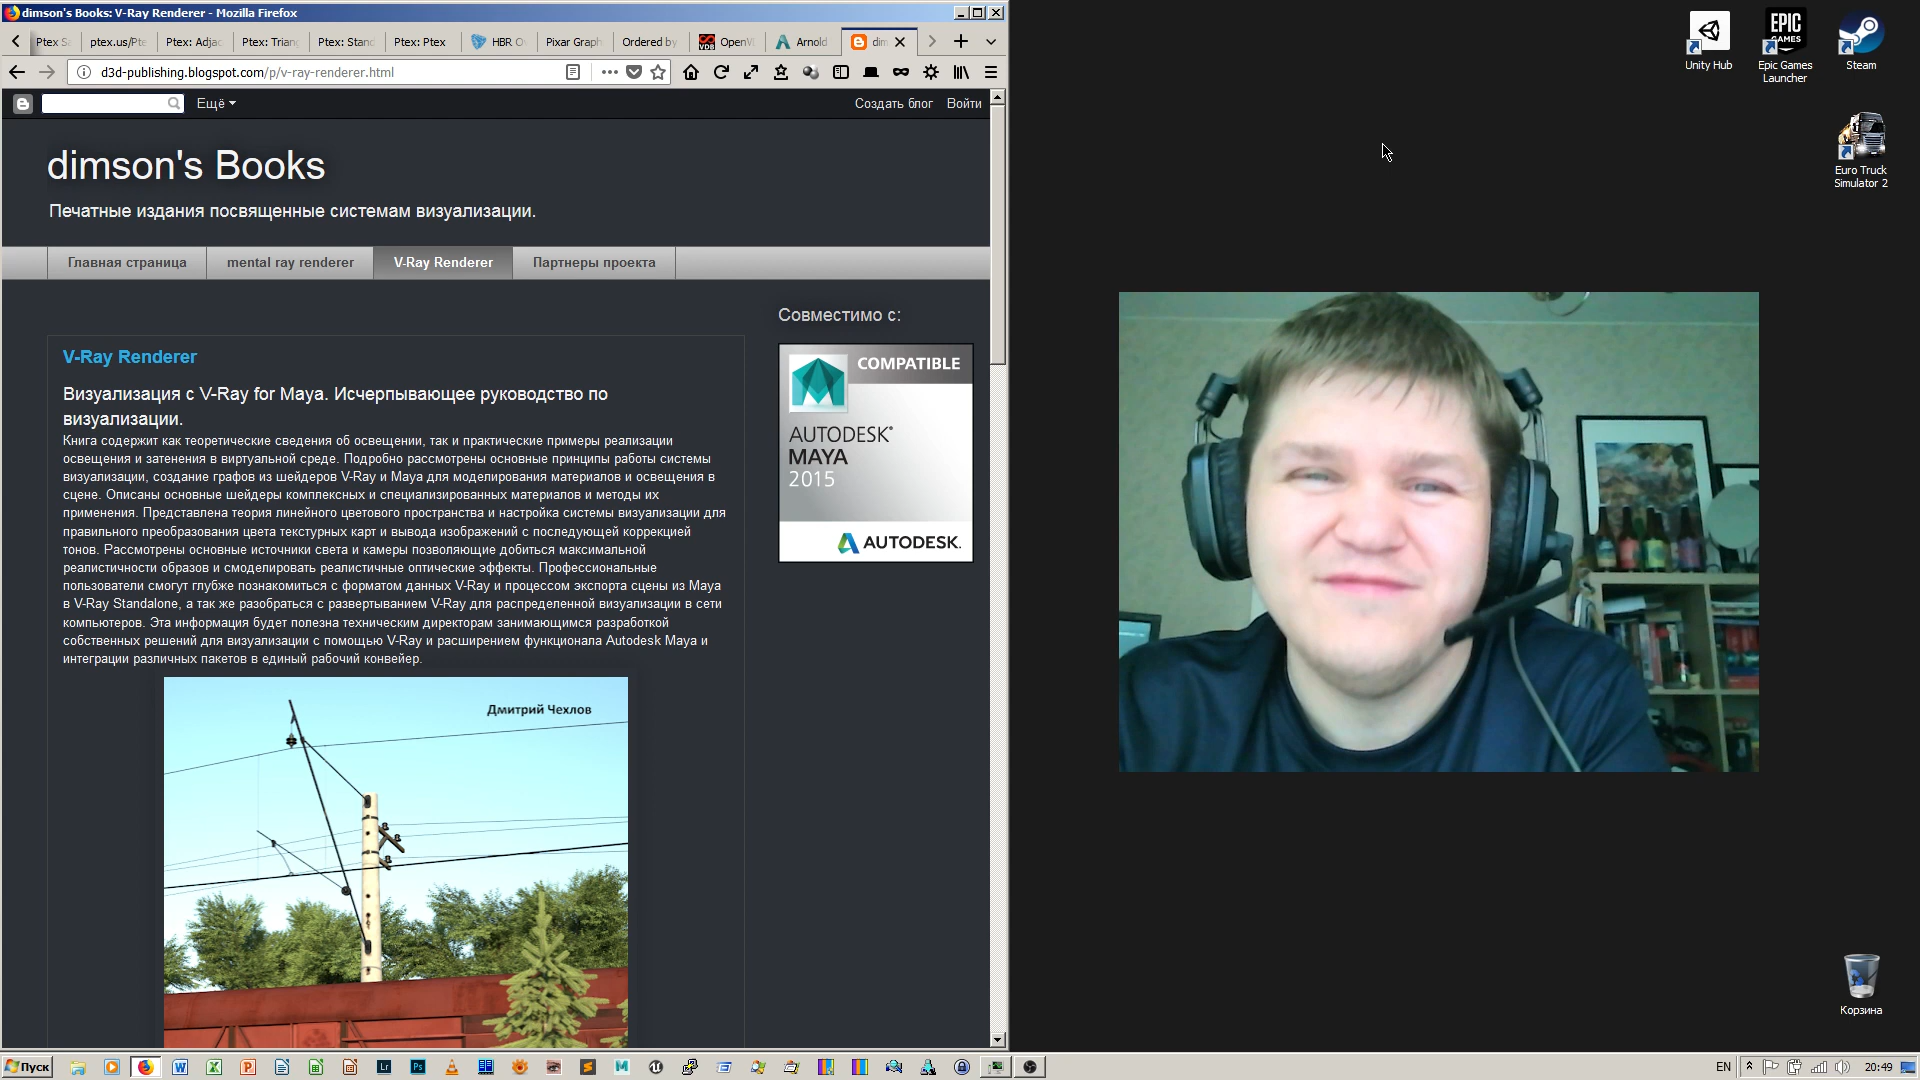 dimson's Books: V-Ray Renderer - Mozilla Firefox
Ptex S
ptex.us/Pte
Ptex: Adjac
Ptex: Triang
Ptex: Stand
Ptex: Ptex
HBR O
Pixar Graph
Ordered by
OpenV
Arnold
dim
d3d-publishing.blogspot.com/p/v-ray-renderer.html
Ещё
Создать блог
Войти
dimson's Books
Печатные издания посвященные системам визуализации.
Главная страница
mental ray renderer
V-Ray Renderer
Партнеры проекта
V-Ray Renderer
Визуализация с V-Ray for Maya. Исчерпывающее руководство по
визуализации.
Книга содержит как теоретические сведения об освещении, так и практические примеры реализации
освещения и затенения в виртуальной среде. Подробно рассмотрены основные принципы работы системы
визуализации, создание графов из шейдеров V-Ray и Maya для моделирования материалов и освещения в
сцене. Описаны основные шейдеры комплексных и специализированных материалов и методы их
применения. Представлена теория линейного цветового пространства и настройка системы визуализации для
правильного преобразования цвета текстурных карт и вывода изображений с последующей коррекцией
тонов. Рассмотрены основные источники света и камеры позволяющие добиться максимальной
реалистичности образов и смоделировать реалистичные оптические эффекты. Профессиональные
пользователи смогут глубже познакомиться с форматом данных V-Ray и процессом экспорта сцены из Maya
в V-Ray Standalone, а так же разобраться с развертыванием V-Ray для распределенной визуализации в сети
компьютеров. Эта информация будет полезна техническим директорам занимающимся разработкой
собственных решений для визуализации с помощью V-Ray и расширением функционала Autodesk Maya и
интеграции различных пакетов в единый рабочий конвейер.
Дмитрий Чехлов
Совместимо с:
COMPATIBLE
AUTODESK®
MAYA
2015
AUTODESK.
Unity Hub
EPIC
GAMES
Epic Games
Launcher
Steam
Euro Truck
Simulator 2
Корзина
Пуск
Lr
Ps
EN
20:49